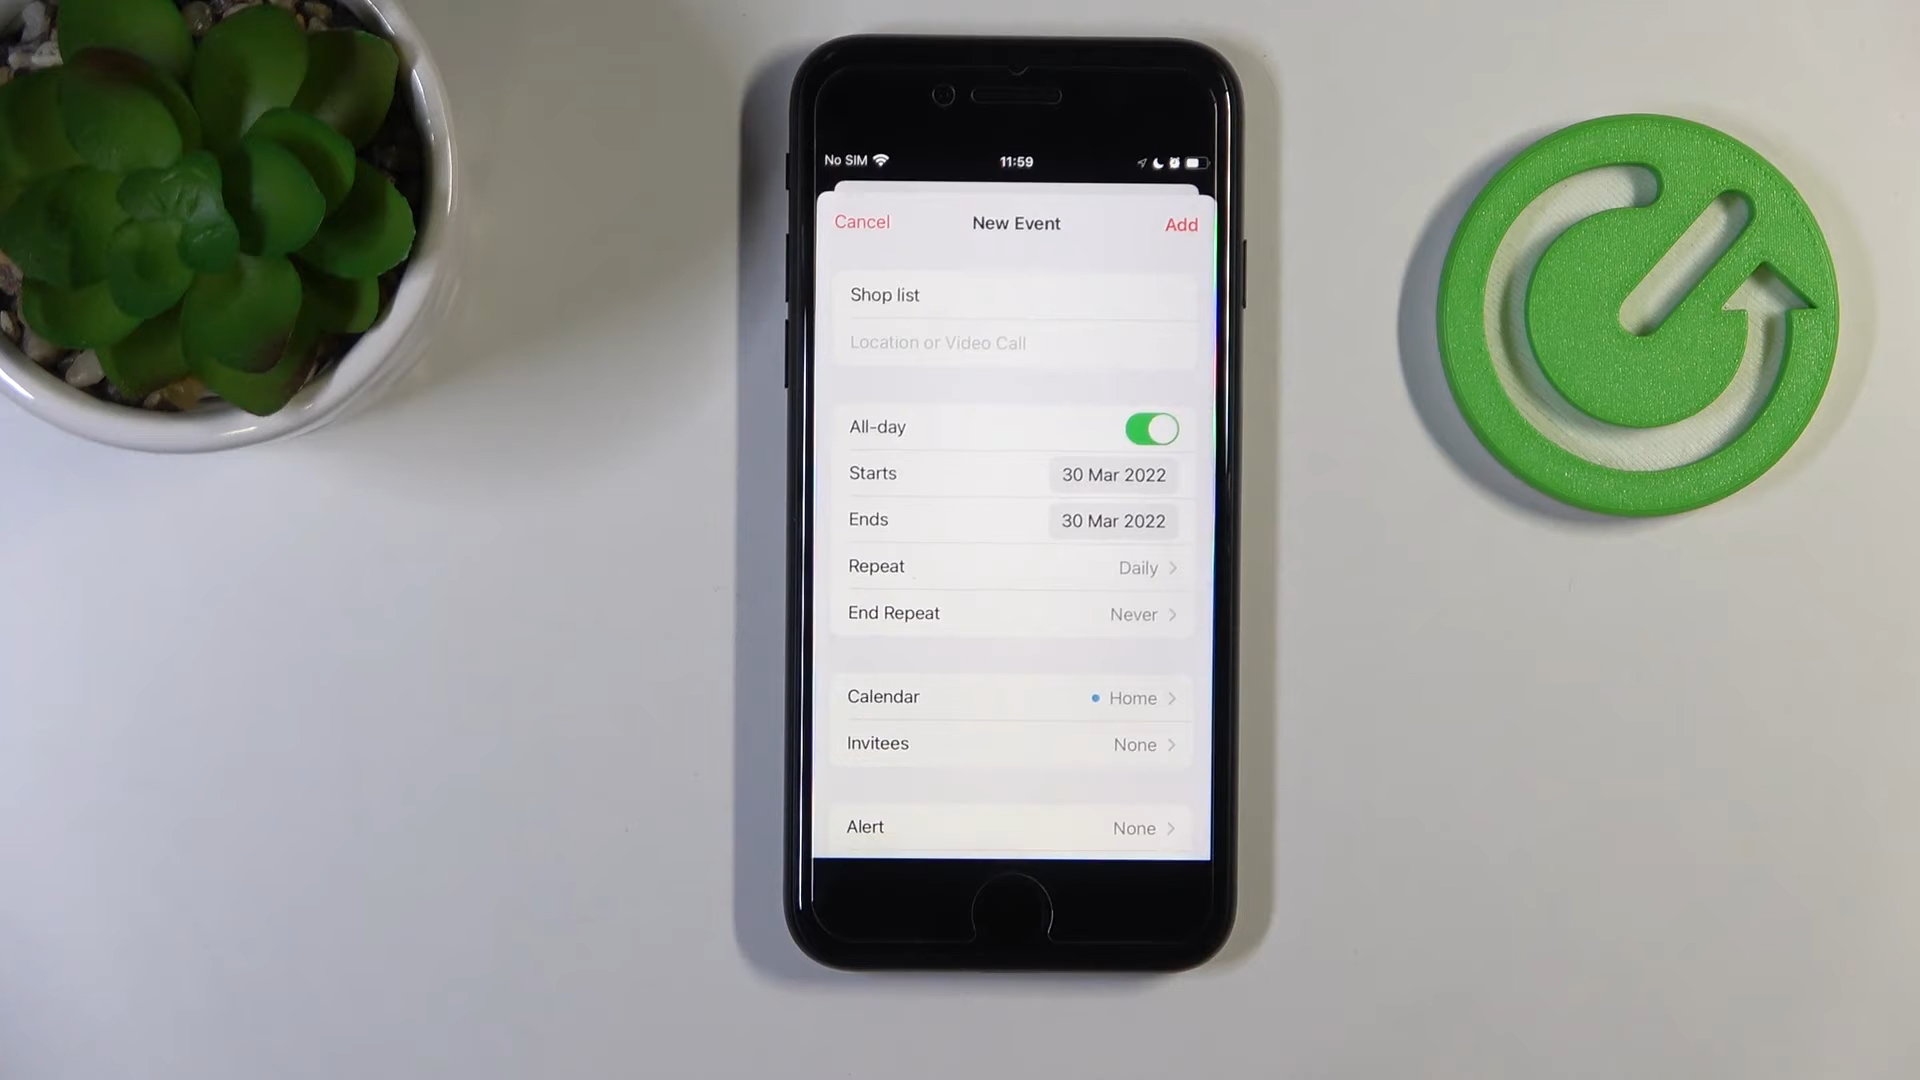 No SIM 11:59
Cancel New Event Add
Shop list
Location or Video Call
All-day
Starts 30 Mar 2022
Ends 30 Mar 2022
Repeat Daily
End Repeat Never
Calendar Home
Invitees None
Alert None